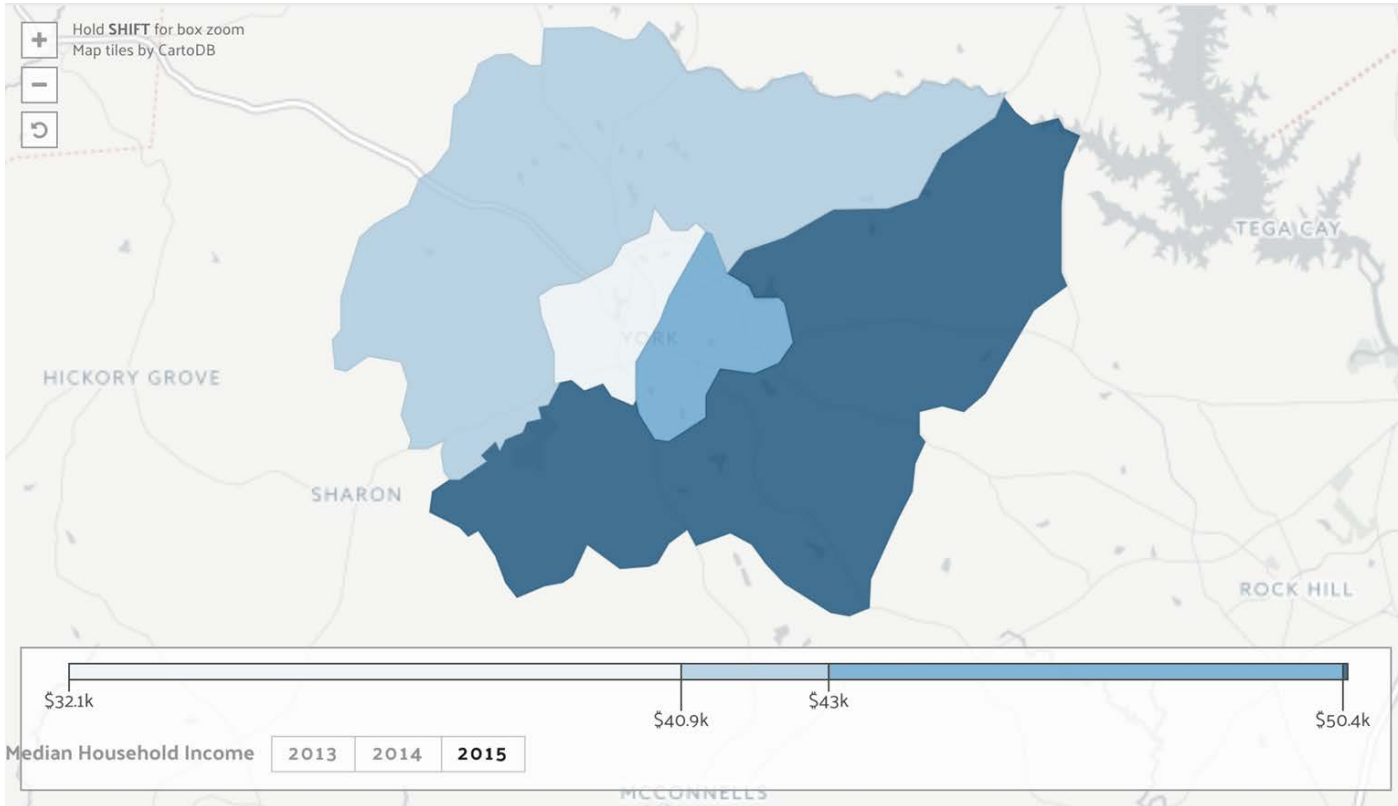 +
Hold SHIFT for box zoom
Map tiles by CartoDB
−
TEGA CAY
YORK
HICKORY GROVE
SHARON
ROCK HILL
$32.1k
$40.9k
$43k
$50.4k
Median Household Income
2013
2014
2015
MCCONNELLS